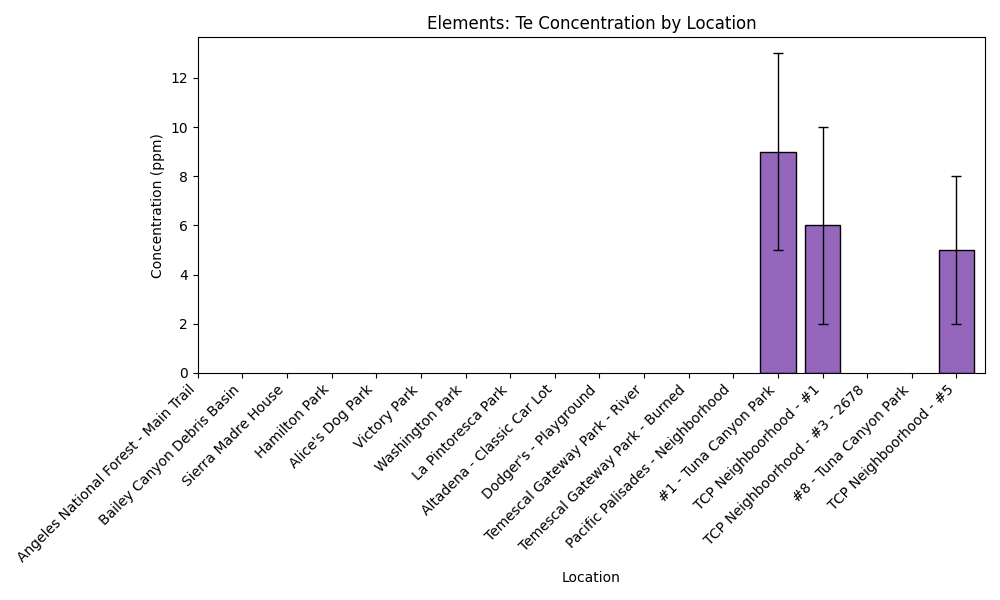 Elements: Te Concentration by Location
Concentration (ppm)
12
10
8
6
4
2
0
Angeles National Forest - Main Trail
Bailey Canyon Debris Basin
Sierra Madre House
Hamilton Park
Alice's Dog Park
Victory Park
Washington Park
La Pintoresca Park
Altadena - Classic Car Lot
Dodger's - Playground
Temescal Gateway Park - River
Temescal Gateway Park - Burned
Pacific Palisades - Neighborhood
#1 - Tuna Canyon Park
TCP Neighboorhood - #1
TCP Neighboorhood - #3 - 2678
#8 - Tuna Canyon Park
TCP Neighboorhood - #5
Location